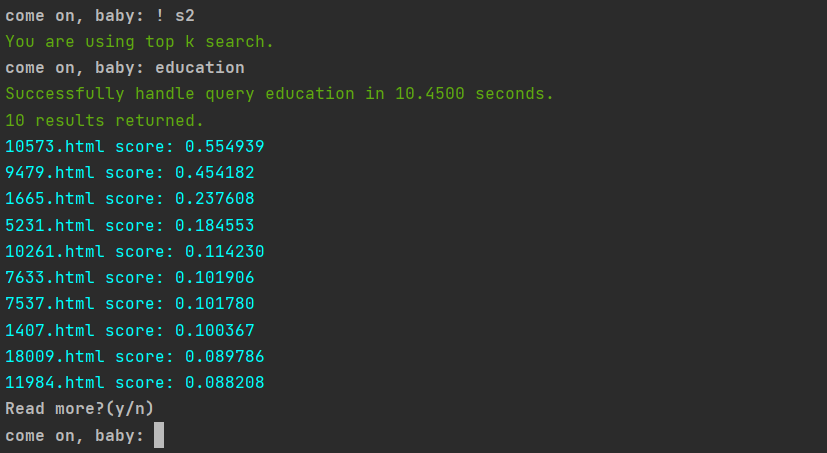 come on, baby: ! s2
You are using top k search.
come on, baby: education
Successfully handle query education in 10.4500 seconds.
10 results returned.
10573.html score: 0.554939
9479.html score: 0.454182
1665.html score: 0.237608
5231.html score: 0.184553
10261.html score: 0.114230
7633.html score: 0.101906
7537.html score: 0.101780
1407.html score: 0.100367
18009.html score: 0.089786
11984.html score: 0.088208
Read more?(y/n)
come on, baby: